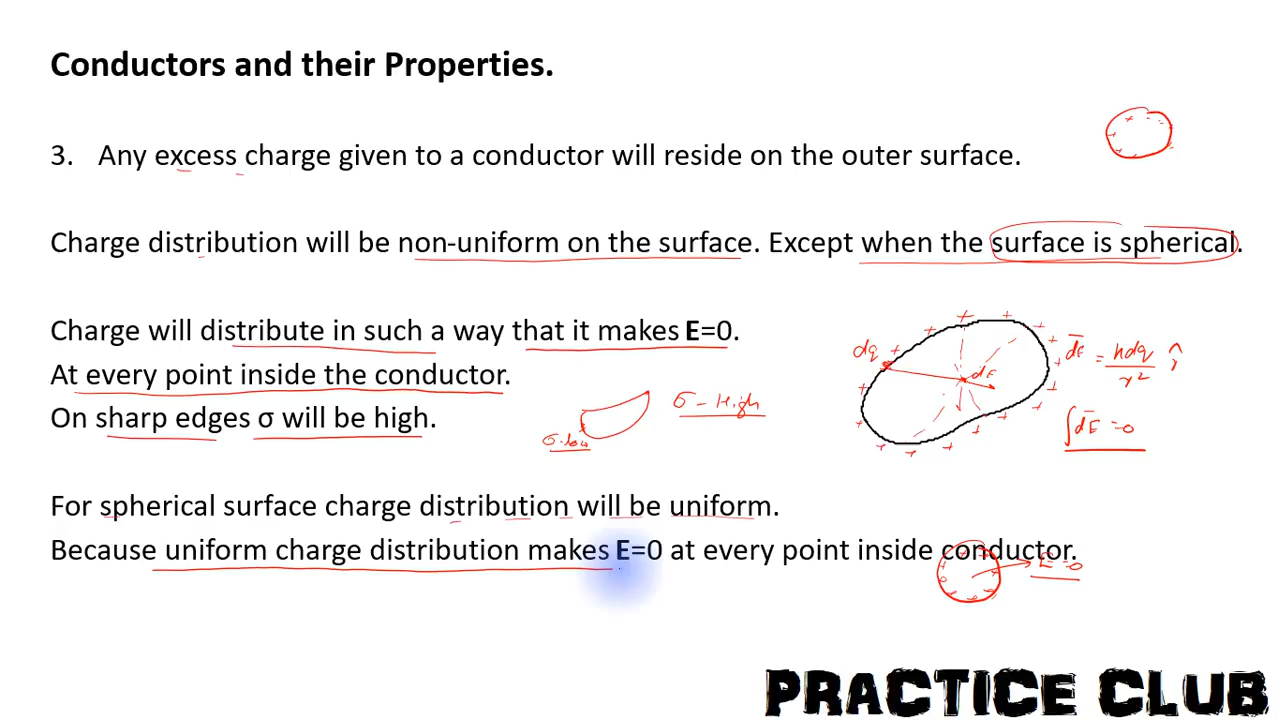 Conductors and their Properties.
3. Any excess charge given to a conductor will reside on the outer surface.
Charge distribution will be non-uniform on the surface. Except when the surface is spherical.
Charge will distribute in such a way that it makes E=0.
At every point inside the conductor.
On sharp edges σ will be high.
σ - High
σ-low
dq
dE
dE = kdq / r² r̂
∫dE = 0
For spherical surface charge distribution will be uniform.
Because uniform charge distribution makes E=0 at every point inside conductor.
E=0
PRACTICE CLUB